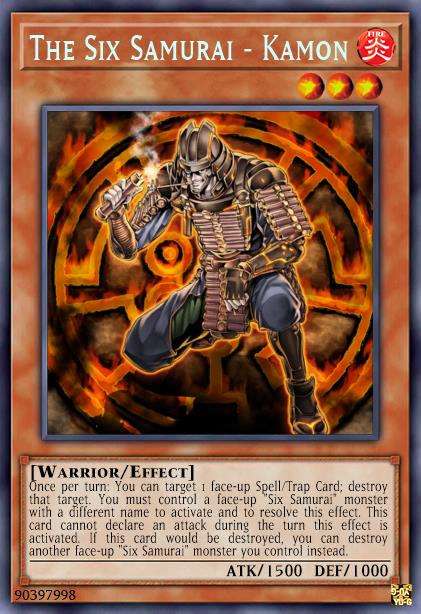 The Six Samurai - Kamon
FIRE
炎
[Warrior/Effect]
Once per turn: You can target 1 face-up Spell/Trap Card; destroy
that target. You must control a face-up "Six Samurai" monster
with a different name to activate and to resolve this effect. This
card cannot declare an attack during the turn this effect is
activated. If this card would be destroyed, you can destroy
another face-up "Six Samurai" monster you control instead.
ATK/1500 DEF/1000
90397998